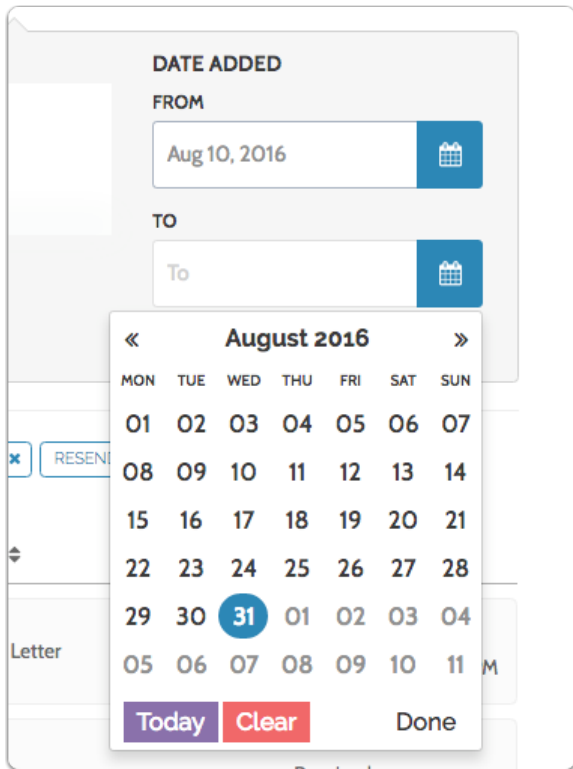 DATE ADDED
FROM
Aug 10, 2016
TO
To
« August 2016 »
MON TUE WED THU FRI SAT SUN
01 02 03 04 05 06 07
08 09 10 11 12 13 14
RESEN
15 16 17 18 19 20 21
22 23 24 25 26 27 28
29 30 31 01 02 03 04
Letter
05 06 07 08 09 10 11 M
Today Clear Done